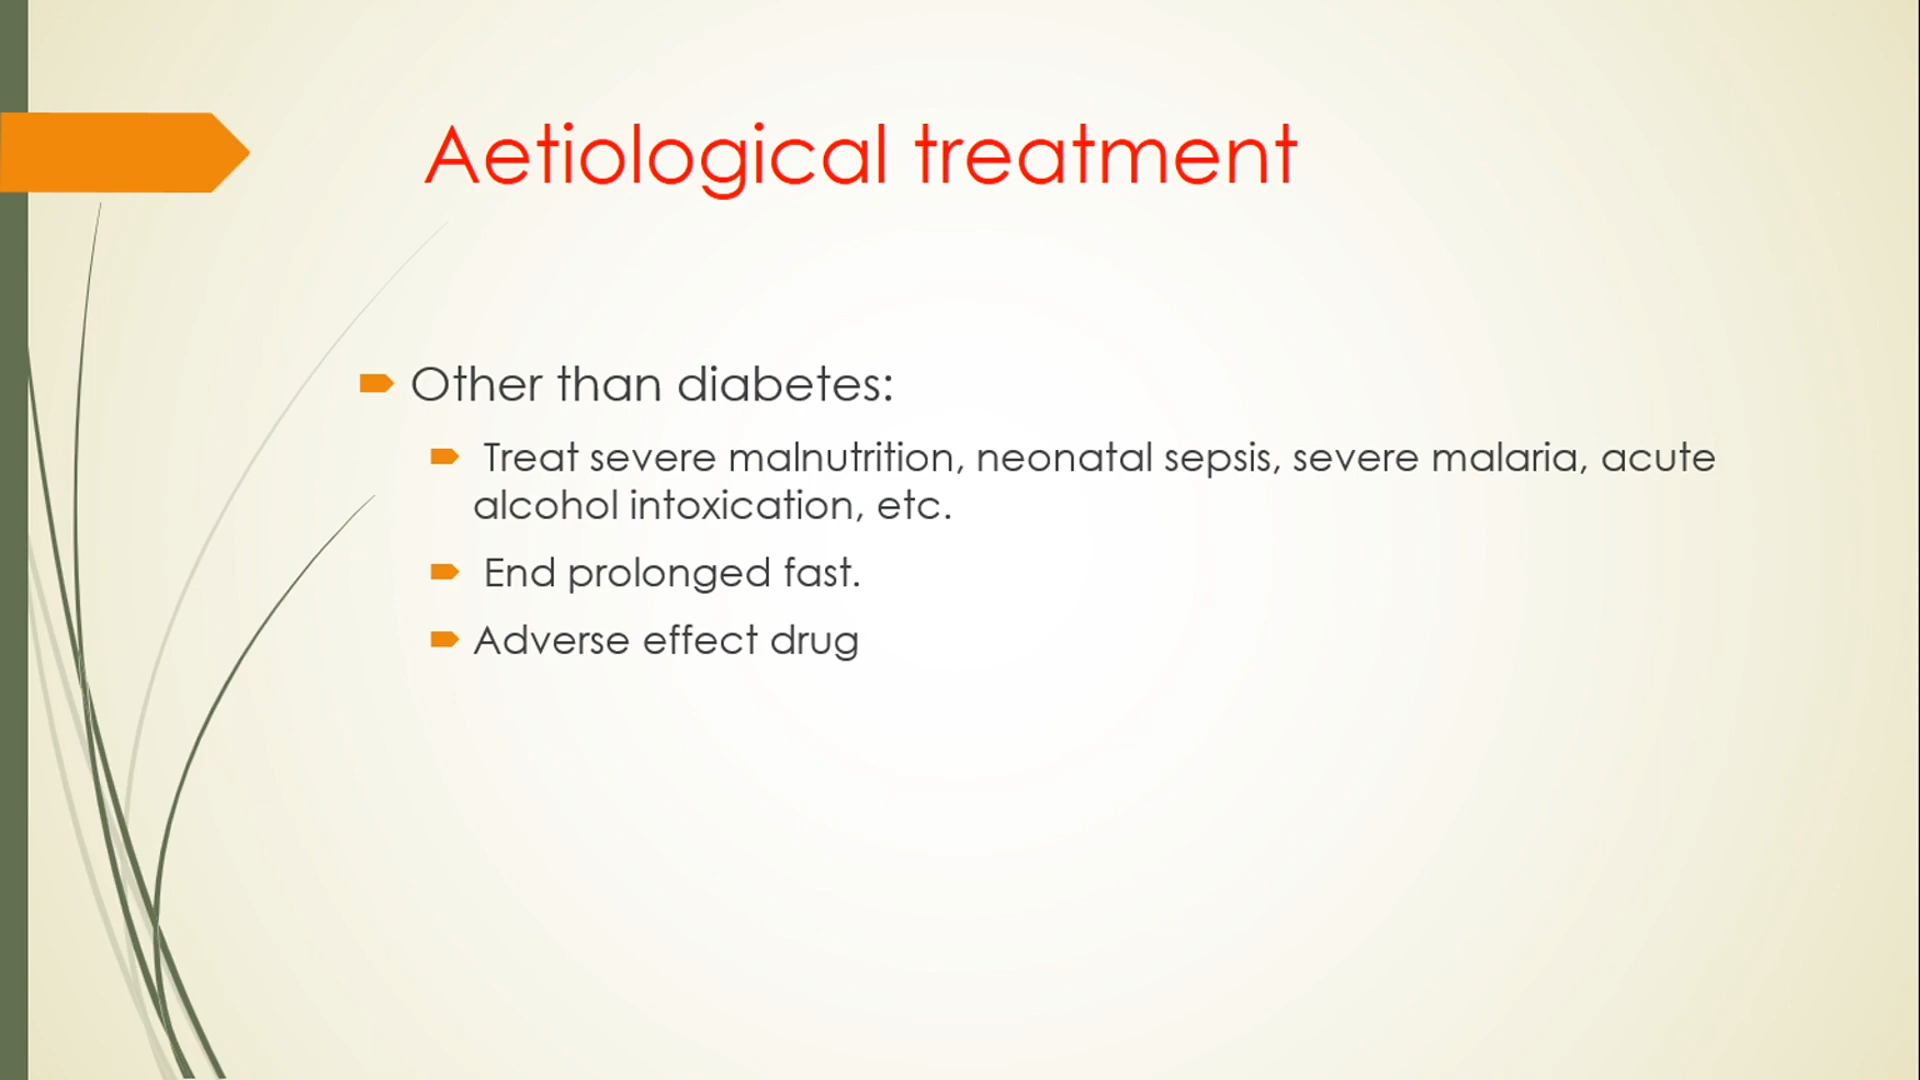 Aetiological treatment
Other than diabetes:
Treat severe malnutrition, neonatal sepsis, severe malaria, acute
alcohol intoxication, etc.
End prolonged fast.
Adverse effect drug